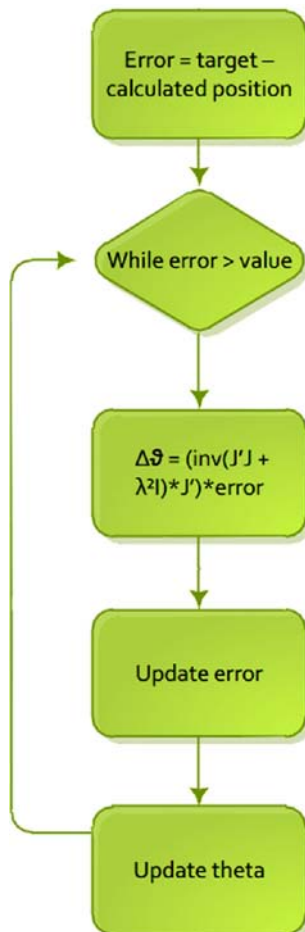 Error = target –
calculated position
While error > value
Δϑ = (inv(J'J +
λ²I)*J')*error
Update error
Update theta